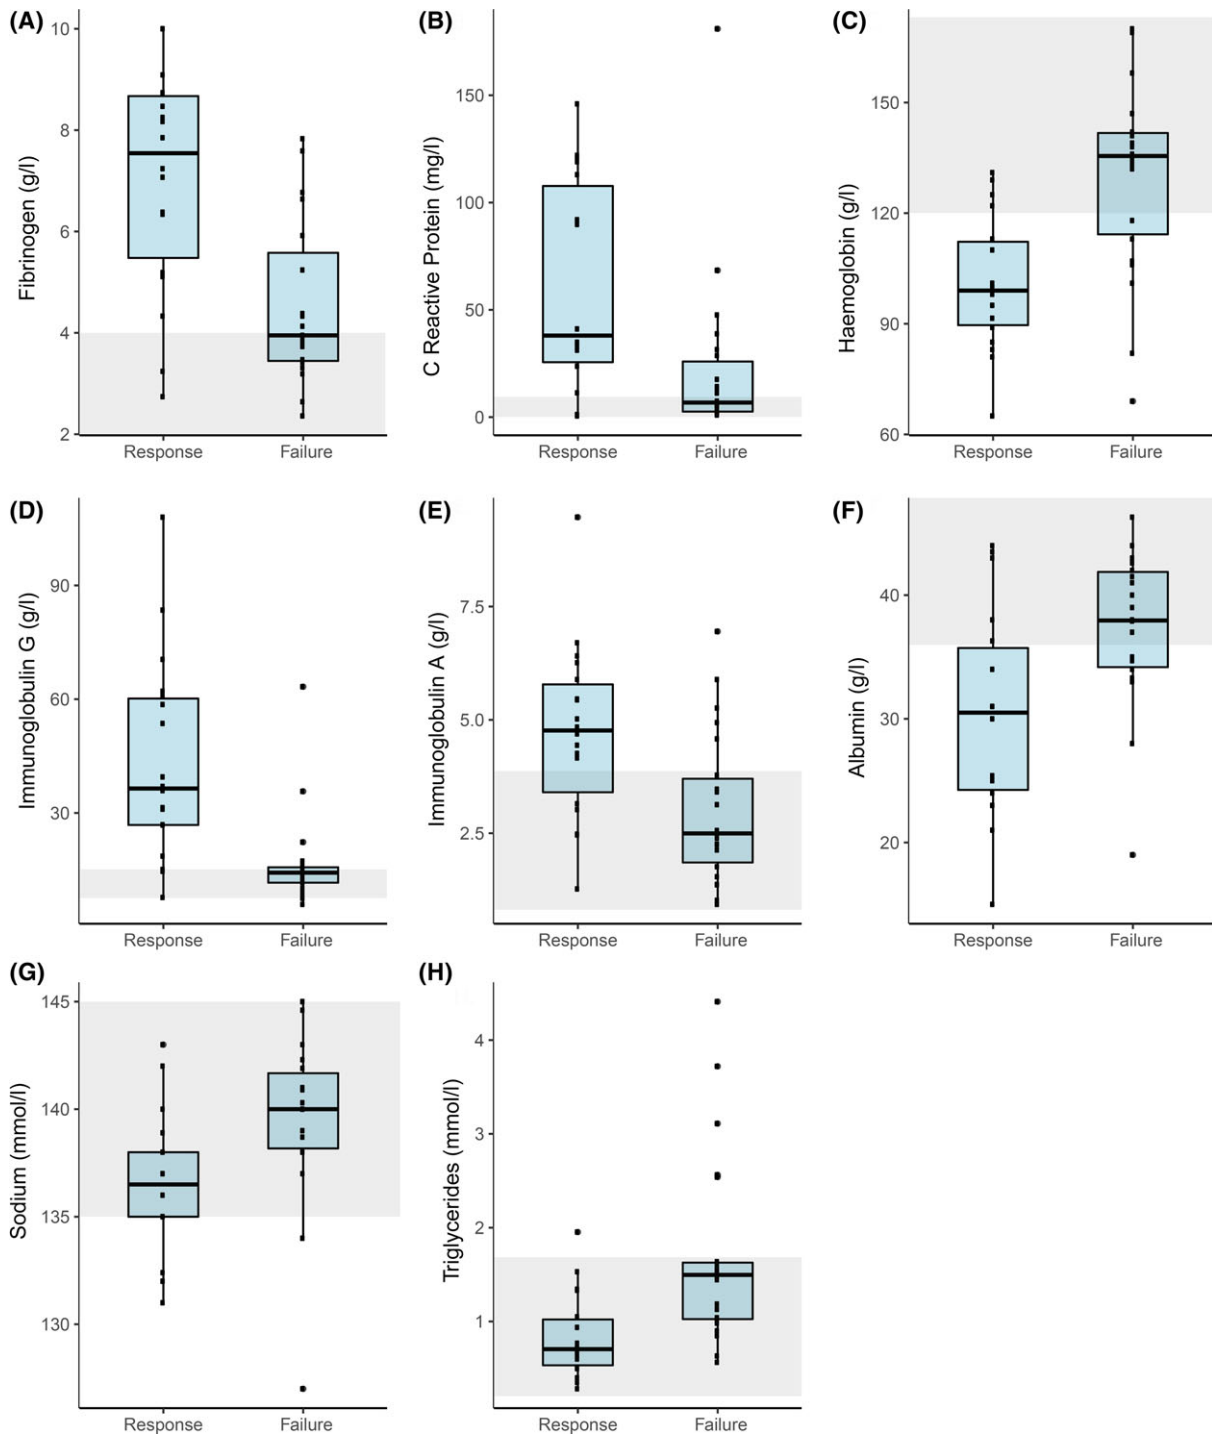 (A)
Fibrinogen (g/l)
10
8
6
4
2
Response Failure
(B)
C Reactive Protein (mg/l)
150
100
50
0
Response Failure
(C)
Haemoglobin (g/l)
150
120
90
60
Response Failure
(D)
Immunoglobulin G (g/l)
90
60
30
Response Failure
(E)
Immunoglobulin A (g/l)
7.5
5.0
2.5
Response Failure
(F)
Albumin (g/l)
40
30
20
Response Failure
(G)
Sodium (mmol/l)
145
140
135
130
Response Failure
(H)
Triglycerides (mmol/l)
4
3
2
1
Response Failure